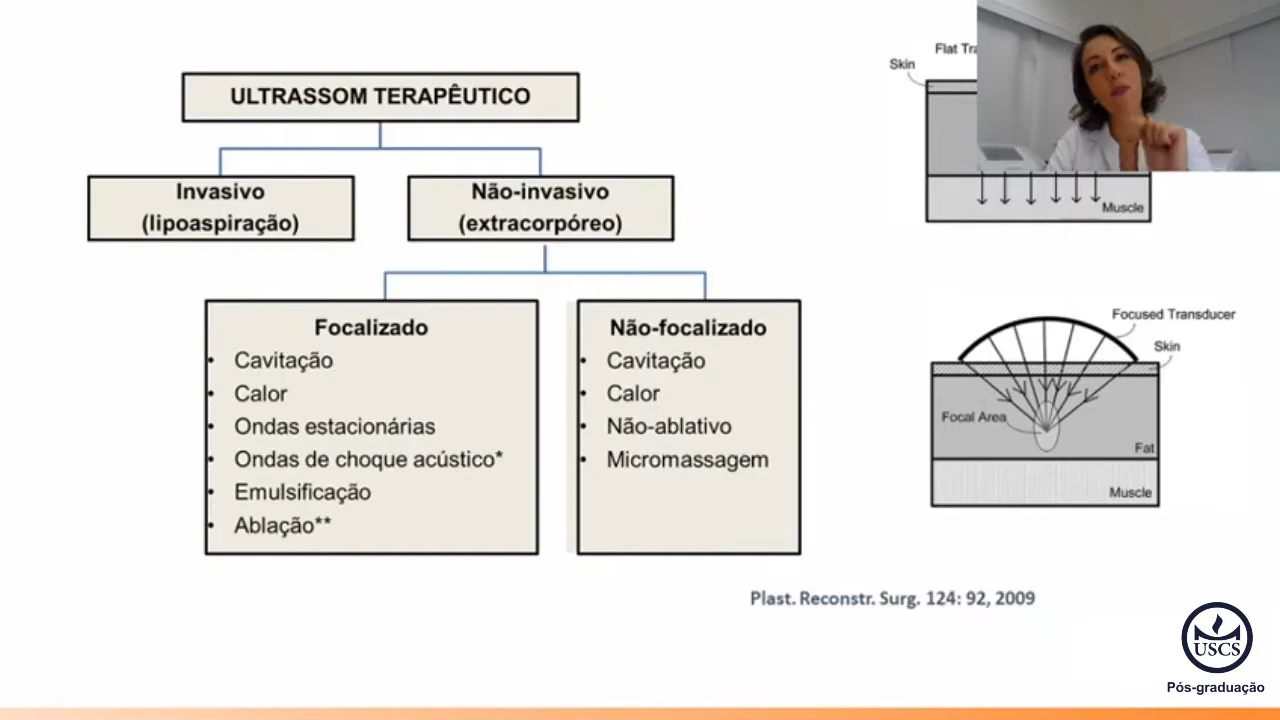 ULTRASSOM TERAPÊUTICO
Invasivo
(lipoaspiração)
Não-invasivo
(extracorpóreo)
Focalizado
• Cavitação
• Calor
• Ondas estacionárias
• Ondas de choque acústico*
• Emulsificação
• Ablação**
Não-focalizado
• Cavitação
• Calor
• Não-ablativo
• Micromassagem
Flat
Skin
Muscle
Focused Transducer
Skin
Focal Area
Fat
Muscle
Plast. Reconstr. Surg. 124: 92, 2009
USCS
Pós-graduação